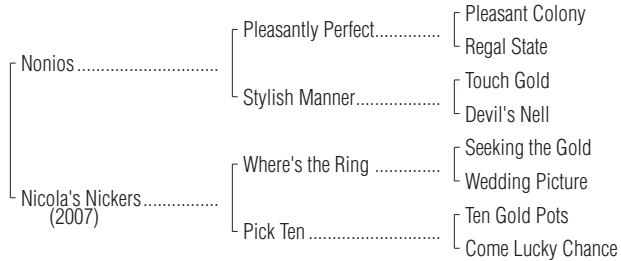 Pleasant Colony
Pleasantly Perfect..............
Regal State
Nonios ..............................
Touch Gold
Stylish Manner..................
Devil's Nell
Seeking the Gold
Where's the Ring ..............
Wedding Picture
Nicola's Nickers................
(2007)
Ten Gold Pots
Pick Ten ............................
Come Lucky Chance